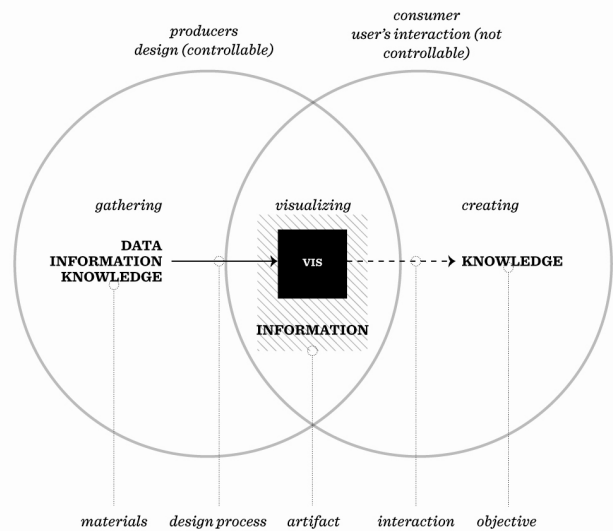 producers
design (controllable)
consumer
user's interaction (not
controllable)
gathering
visualizing
creating
DATA
INFORMATION
KNOWLEDGE
VIS
KNOWLEDGE
INFORMATION
materials
design process
artifact
interaction
objective